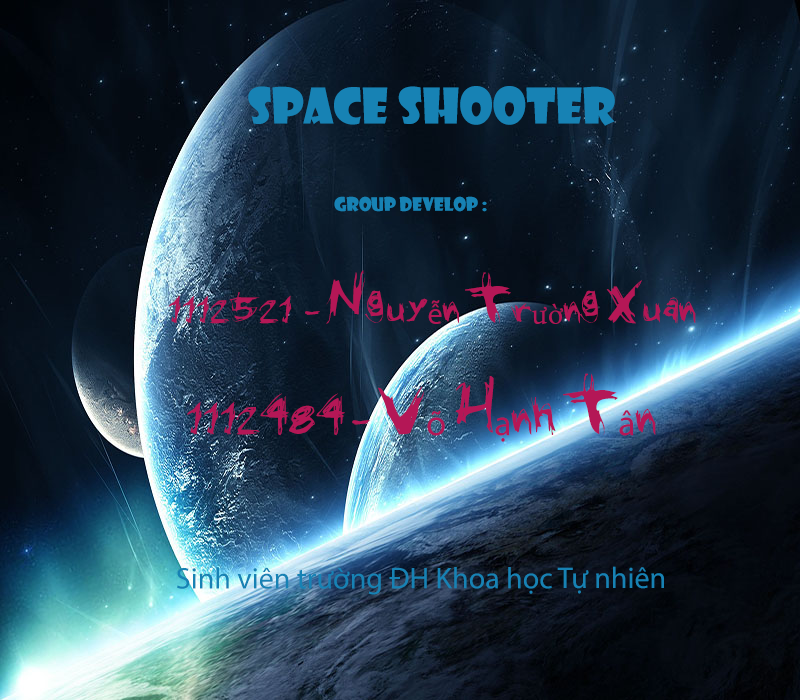 SPACE SHOOTER
GROUP DEVELOP :
1112521 - Nguyễn Trường Xuân
1112484 - Võ Hạnh Tân
Sinh viên trường ĐH Khoa học Tự nhiên